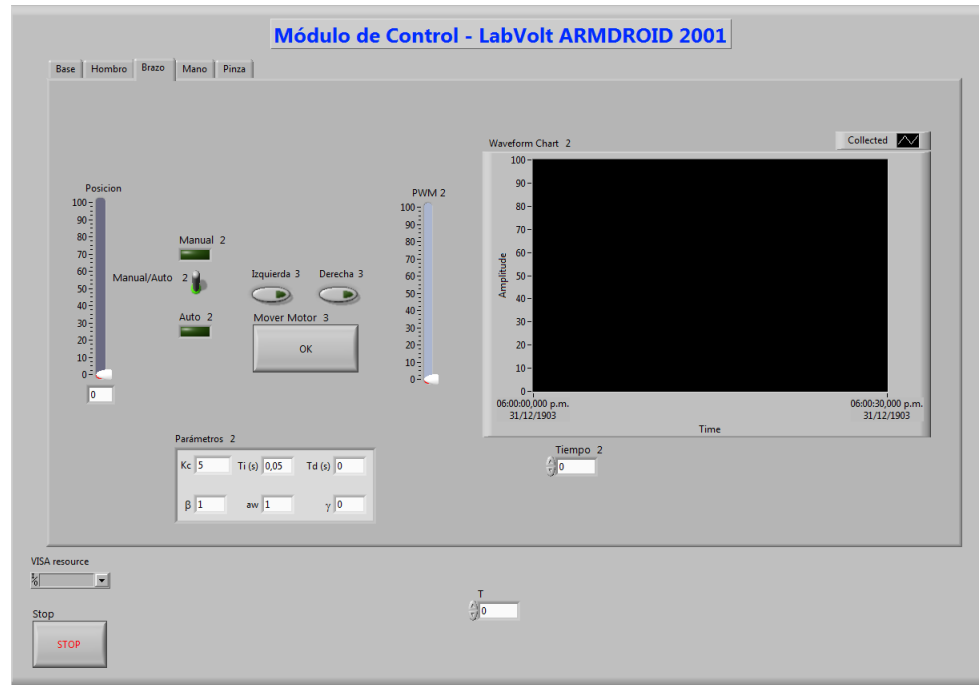 Módulo de Control - LabVolt ARMDROID 2001
Base Hombro Brazo Mano Pinza
Waveform Chart 2
Collected
Posicion
100
90
80
70
60
50
40
30
20
10
0
0
Manual 2
Manual/Auto 2
Auto 2
Izquierda 3 Derecha 3
Mover Motor 3
OK
PWM 2
100
90
80
70
60
50
40
30
20
10
0
Amplitude
100
90
80
70
60
50
40
30
20
10
0
06:00:00,000 p.m.
31/12/1903
06:00:30,000 p.m.
31/12/1903
Time
Tiempo 2
0
Parámetros 2
Kc 5 Ti (s) 0,05 Td (s) 0
β 1 aw 1 γ 0
VISA resource
I/O
T
0
Stop
STOP